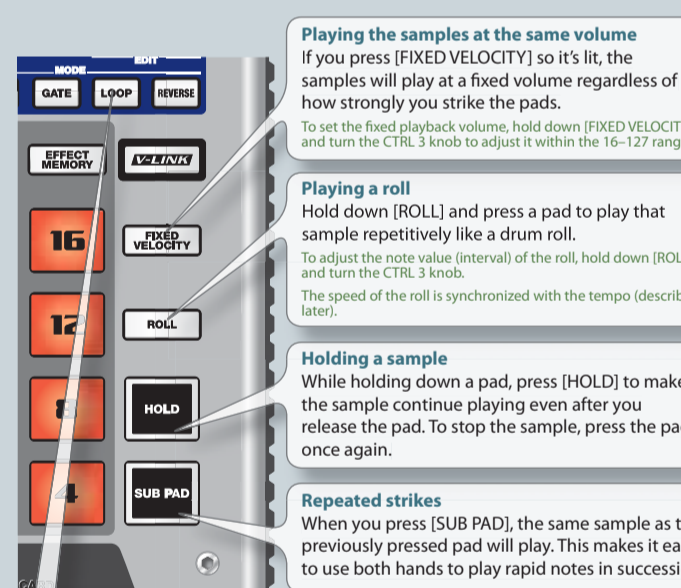 EDIT
MODE
GATE
LOOP
REVERSE
EFFECT
MEMORY
V-LINK
16
FIXED
VELOCITY
12
ROLL
8
HOLD
4
SUB PAD
Playing the samples at the same volume
If you press [FIXED VELOCITY] so it's lit, the
samples will play at a fixed volume regardless of
how strongly you strike the pads.
To set the fixed playback volume, hold down [FIXED
and turn the CTRL 3 knob to adjust it within the 16–127
Playing a roll
Hold down [ROLL] and press a pad to play that
sample repetitively like a drum roll.
To adjust the note value (interval) of the roll, hold down
and turn the CTRL 3 knob.
The speed of the roll is synchronized with the tempo
later).
Holding a sample
While holding down a pad, press [HOLD] to make
the sample continue playing even after you
release the pad. To stop the sample, press the
once again.
Repeated strikes
When you press [SUB PAD], the same sample as
previously pressed pad will play. This makes it
to use both hands to play rapid notes in